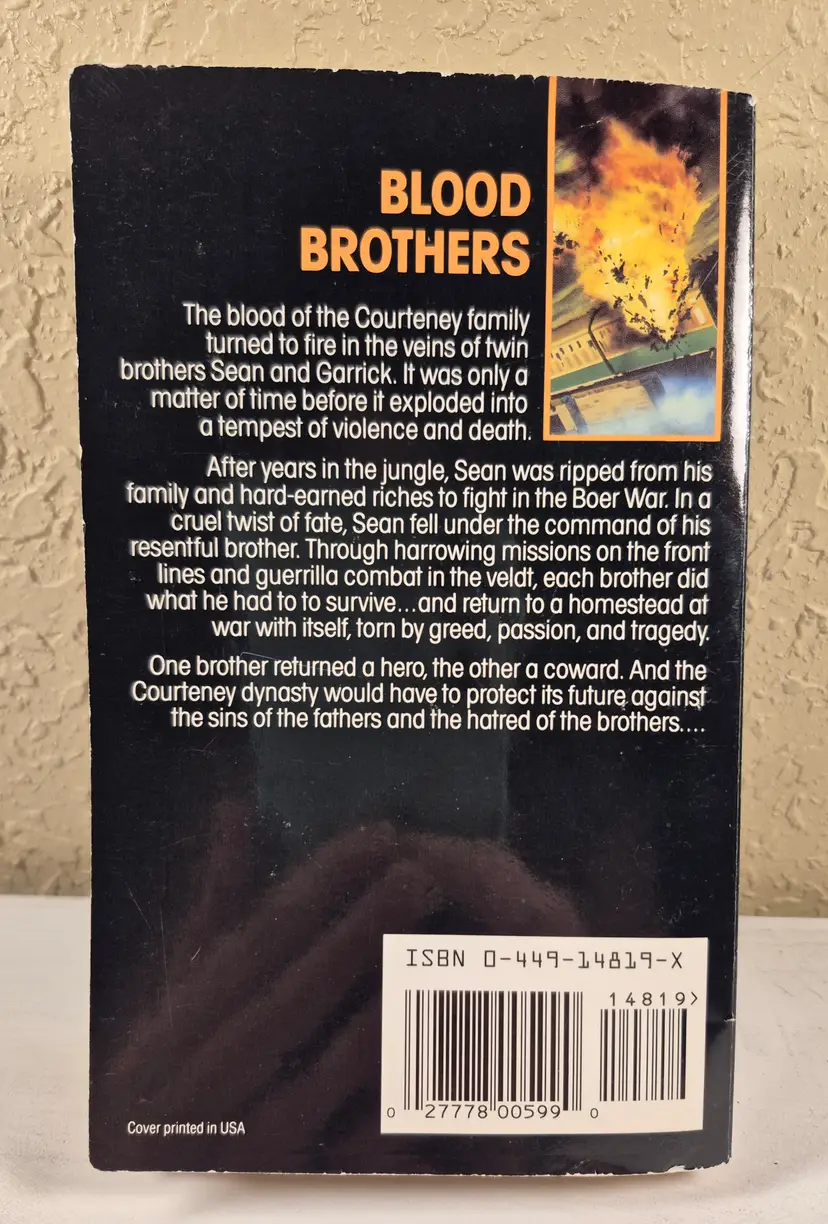 BLOOD
BROTHERS
The blood of the Courteney family
turned to fire in the veins of twin
brothers Sean and Garrick. It was only a
matter of time before it exploded into
a tempest of violence and death.
After years in the jungle, Sean was ripped from his
family and hard-earned riches to fight in the Boer War. In a
cruel twist of fate, Sean fell under the command of his
resentful brother. Through harrowing missions on the front
lines and guerrilla combat in the veldt, each brother did
what he had to to survive...and return to a homestead at
war with itself, torn by greed, passion, and tragedy.
One brother returned a hero, the other a coward. And the
Courteney dynasty would have to protect its future against
the sins of the fathers and the hatred of the brothers....
ISBN 0-449-14819-X
14819>
0 27778 00599 0
Cover printed in USA